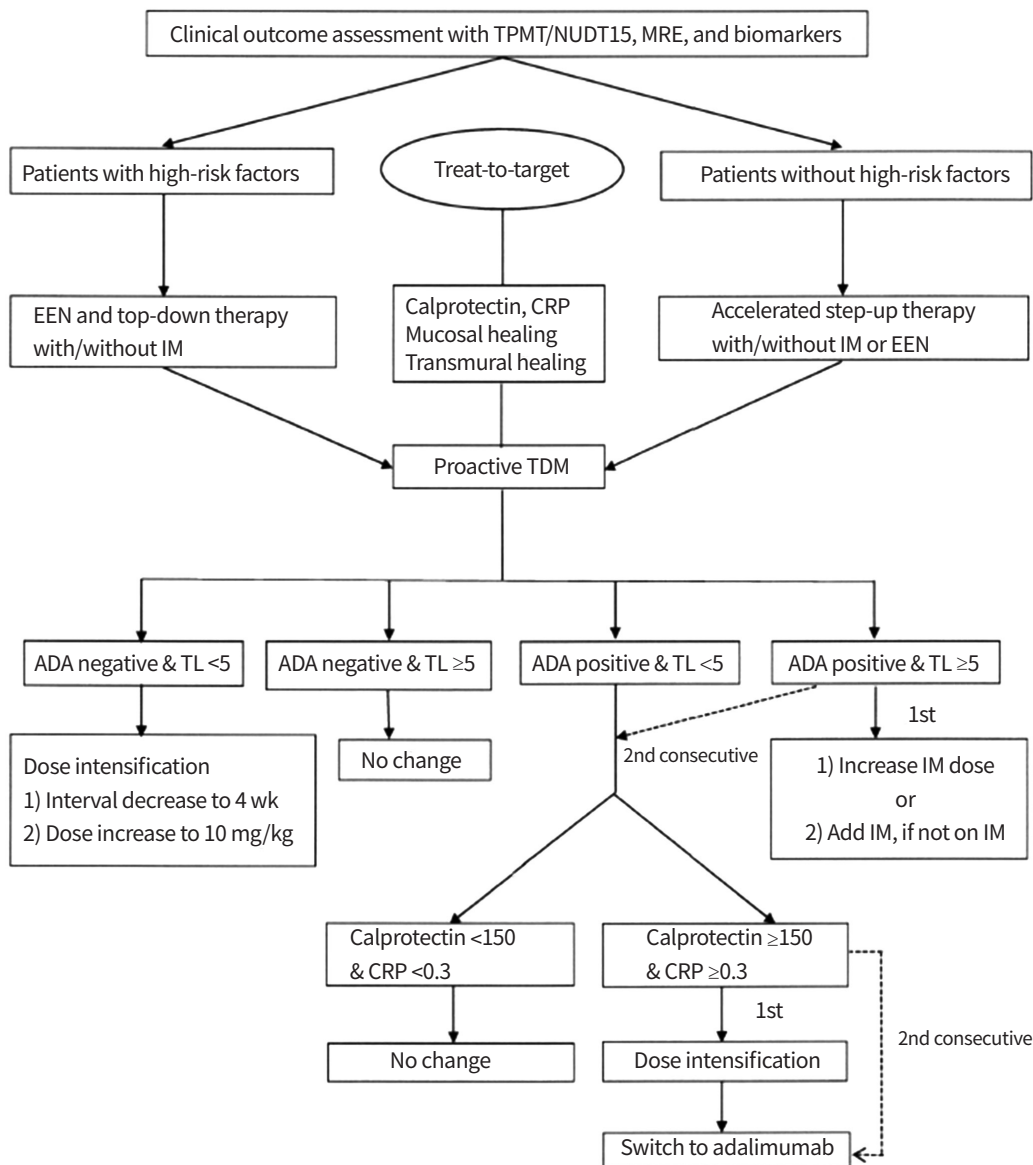 Clinical outcome assessment with TPMT/NUDT15, MRE, and biomarkers
Patients with high-risk factors
Treat-to-target
Patients without high-risk factors
EEN and top-down therapy
with/without IM
Calprotectin, CRP
Mucosal healing
Transmural healing
Accelerated step-up therapy
with/without IM or EEN
Proactive TDM
ADA negative & TL <5
ADA negative & TL ≥5
ADA positive & TL <5
ADA positive & TL ≥5
Dose intensification
1) Interval decrease to 4 wk
2) Dose increase to 10 mg/kg
No change
2nd consecutive
1st
1) Increase IM dose
or
2) Add IM, if not on IM
Calprotectin <150
& CRP <0.3
Calprotectin ≥150
& CRP ≥0.3
No change
1st
Dose intensification
2nd consecutive
Switch to adalimumab